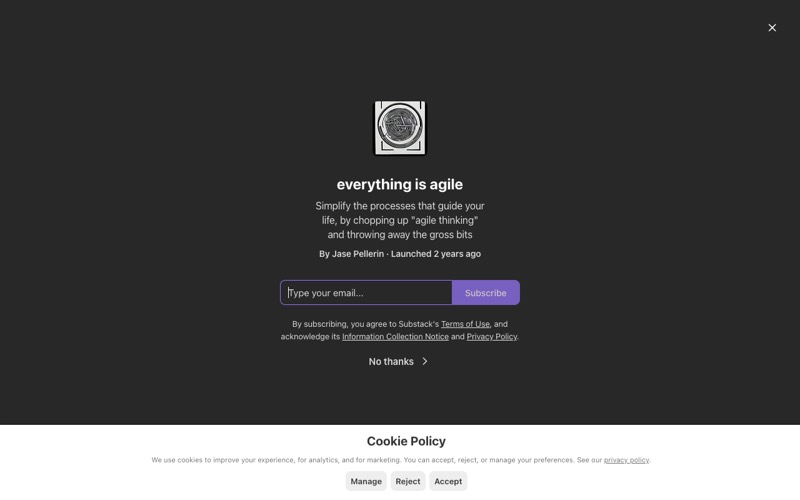 everything is agile
Simplify the processes that guide your
life, by chopping up "agile thinking"
and throwing away the gross bits
By Jase Pellerin · Launched 2 years ago
Type your email...
Subscribe
By subscribing, you agree to Substack's Terms of Use, and
acknowledge its Information Collection Notice and Privacy Policy.
No thanks
Cookie Policy
We use cookies to improve your experience, for analytics, and for marketing. You can accept, reject, or manage your preferences. See our privacy policy.
Manage
Reject
Accept